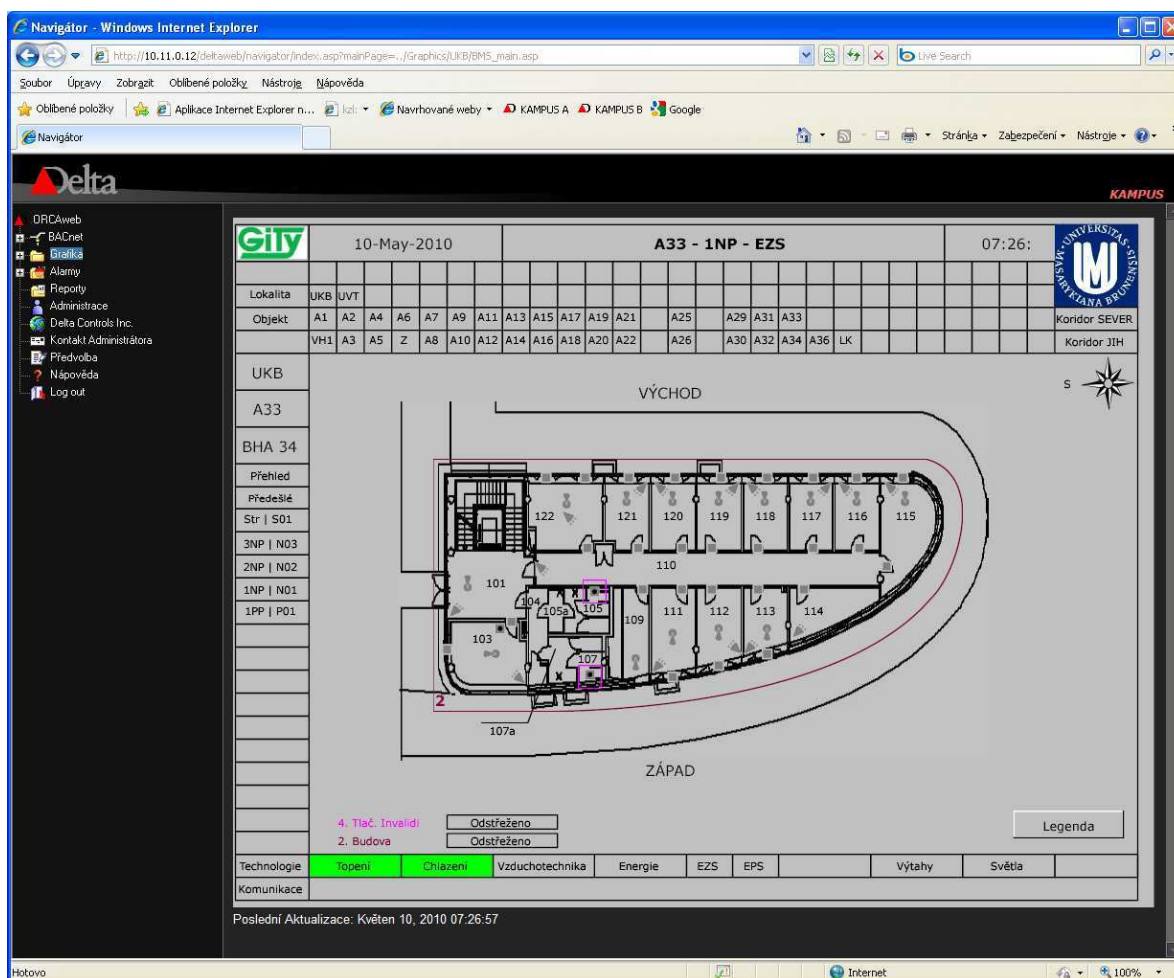 Navigátor - Windows Internet Explorer
http://10.11.0.12/deltaweb/navigator/index.asp?mainPage=../Graphics/UKB/BMS_main.asp
Live Search
Soubor Úpravy Zobrazit Oblíbené položky Nástroje Nápověda
Oblíbené položky Aplikace Internet Explorer n... Navrhované weby KAMPUS A KAMPUS B Google
Navigátor
Stránka Zabezpečení Nástroje
Delta
KAMPUS
ORCAweb
BACnet
Grafika
Alarmy
Reporty
Administrace
Delta Controls Inc.
Kontakt Administrátora
Předvolba
Nápověda
Log out
GiTy 10-May-2010 A33 - 1NP - EZS 07:26:
Lokalita UKB UVT
Objekt A1 A2 A4 A6 A7 A9 A11 A13 A15 A17 A19 A21 A25 A29 A31 A33 Koridor SEVER
VH1 A3 A5 Z A8 A10 A12 A14 A16 A18 A20 A22 A26 A30 A32 A34 A36 LK Koridor JIH
UKB
A33
BHA 34
Přehled
Předešlé
Str | S01
3NP | N03
2NP | N02
1NP | N01
1PP | P01
VÝCHOD
S
122 121 120 119 118 117 116 115
110
101
104 105a 105 109 111 112 113 114
103
107
2
107a
ZÁPAD
4. Tlač. Invalidi Odstřeženo
2. Budova Odstřeženo
Legenda
Technologie Topení Chlazení Vzduchotechnika Energie EZS EPS Výtahy Světla
Komunikace
Poslední Aktualizace: Květen 10, 2010 07:26:57
Hotovo Internet 100%